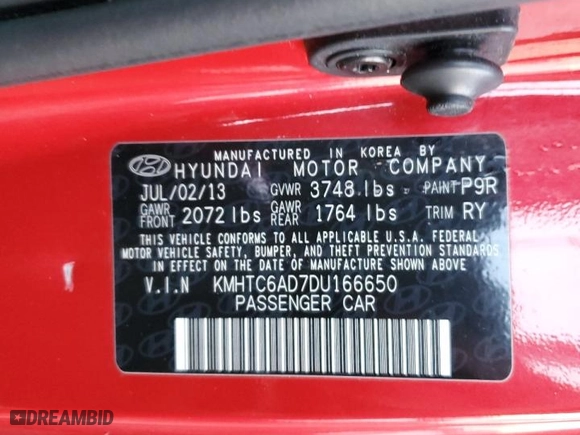 MANUFACTURED IN KOREA BY
HYUNDAI MOTOR COMPANY
JUL/02/13 GVWR 3748 lbs PAINT P9R
GAWR FRONT 2072 lbs GAWR REAR 1764 lbs TRIM RY
THIS VEHICLE CONFORMS TO ALL APPLICABLE U.S.A. FEDERAL
MOTOR VEHICLE SAFETY, BUMPER, AND THEFT PREVENTION STANDARDS
IN EFFECT ON THE DATE OF MANUFACTURE SHOWN ABOVE.
V.I.N KMHTC6AD7DU166650
PASSENGER CAR
DREAMBID